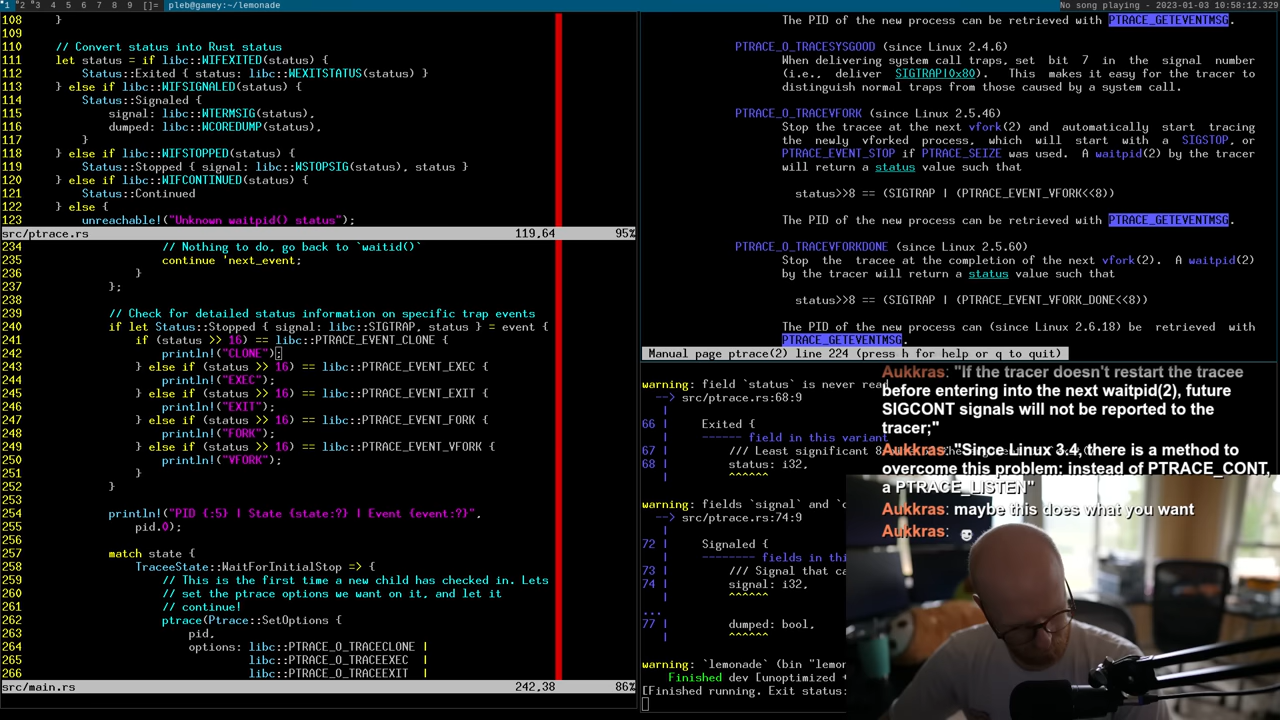 1 2 3 4 5 6 7 8 9 []= pleb@gamey:~/lemonade No song playing - 2023-01-03 10:58:12.329
108 }
109
110 // Convert status into Rust status
111 let status = if libc::WIFEXITED(status) {
112 Status::Exited { status: libc::WEXITSTATUS(status) }
113 } else if libc::WIFSIGNALED(status) {
114 Status::Signaled {
115 signal: libc::WTERMSIG(status),
116 dumped: libc::WCOREDUMP(status),
117 }
118 } else if libc::WIFSTOPPED(status) {
119 Status::Stopped { signal: libc::WSTOPSIG(status), status }
120 } else if libc::WIFCONTINUED(status) {
121 Status::Continued
122 } else {
123 unreachable!("Unknown waitpid() status");
src/ptrace.rs 119,64 95%
234 // Nothing to do, go back to `waitid()`
235 continue 'next_event;
236 }
237 };
238
239 // Check for detailed status information on specific trap events
240 if let Status::Stopped { signal: libc::SIGTRAP, status } = event {
241 if (status >> 16) == libc::PTRACE_EVENT_CLONE {
242 println!("CLONE");
243 } else if (status >> 16) == libc::PTRACE_EVENT_EXEC {
244 println!("EXEC");
245 } else if (status >> 16) == libc::PTRACE_EVENT_EXIT {
246 println!("EXIT");
247 } else if (status >> 16) == libc::PTRACE_EVENT_FORK {
248 println!("FORK");
249 } else if (status >> 16) == libc::PTRACE_EVENT_VFORK {
250 println!("VFORK");
251 }
252 }
253
254 println!("PID {:5} | State {state:?} | Event {event:?}",
255 pid.0);
256
257 match state {
258 TraceeState::WaitForInitialStop => {
259 // This is the first time a new child has checked in. Lets
260 // set the ptrace options we want on it, and let it
261 // continue!
262 ptrace(Ptrace::SetOptions {
263 pid,
264 options: libc::PTRACE_O_TRACECLONE |
265 libc::PTRACE_O_TRACEEXEC |
266 libc::PTRACE_O_TRACEEXIT |
src/main.rs 242,38 86%
The PID of the new process can be retrieved with PTRACE_GETEVENTMSG.
PTRACE_O_TRACESYSGOOD (since Linux 2.4.6)
When delivering system call traps, set bit 7 in the signal number
(i.e., deliver SIGTRAP|0x80). This makes it easy for the tracer to
distinguish normal traps from those caused by a system call.
PTRACE_O_TRACEVFORK (since Linux 2.5.46)
Stop the tracee at the next vfork(2) and automatically start tracing
the newly vforked process, which will start with a SIGSTOP, or
PTRACE_EVENT_STOP if PTRACE_SEIZE was used. A waitpid(2) by the tracer
will return a status value such that
status>>8 == (SIGTRAP | (PTRACE_EVENT_VFORK<<8))
The PID of the new process can be retrieved with PTRACE_GETEVENTMSG.
PTRACE_O_TRACEVFORKDONE (since Linux 2.5.60)
Stop the tracee at the completion of the next vfork(2). A waitpid(2)
by the tracer will return a status value such that
status>>8 == (SIGTRAP | (PTRACE_EVENT_VFORK_DONE<<8))
The PID of the new process can (since Linux 2.6.18) be retrieved with
PTRACE_GETEVENTMSG.
Manual page ptrace(2) line 224 (press h for help or q to quit)
warning: field `status` is never read
--> src/ptrace.rs:68:9
|
66 | Exited {
| ------ field in this variant
67 | /// Least significant 8
68 | status: i32,
| ^^^^^^
warning: fields `signal` and `
--> src/ptrace.rs:74:9
|
72 | Signaled {
| -------- fields in thi
73 | /// Signal that ca
74 | signal: i32,
| ^^^^^^
...
77 | dumped: bool,
| ^^^^^^
warning: `lemonade` (bin "lemon
Finished dev [unoptimized +
[Finished running. Exit status:
Aukkras: "If the tracer doesn't restart the tracee
before entering into the next waitpid(2), future
SIGCONT signals will not be reported to the
tracer;"
Aukkras: "Since Linux 3.4, there is a method to
overcome this problem: instead of PTRACE_CONT,
a PTRACE_LISTEN"
Aukkras: maybe this does what you want
Aukkras: